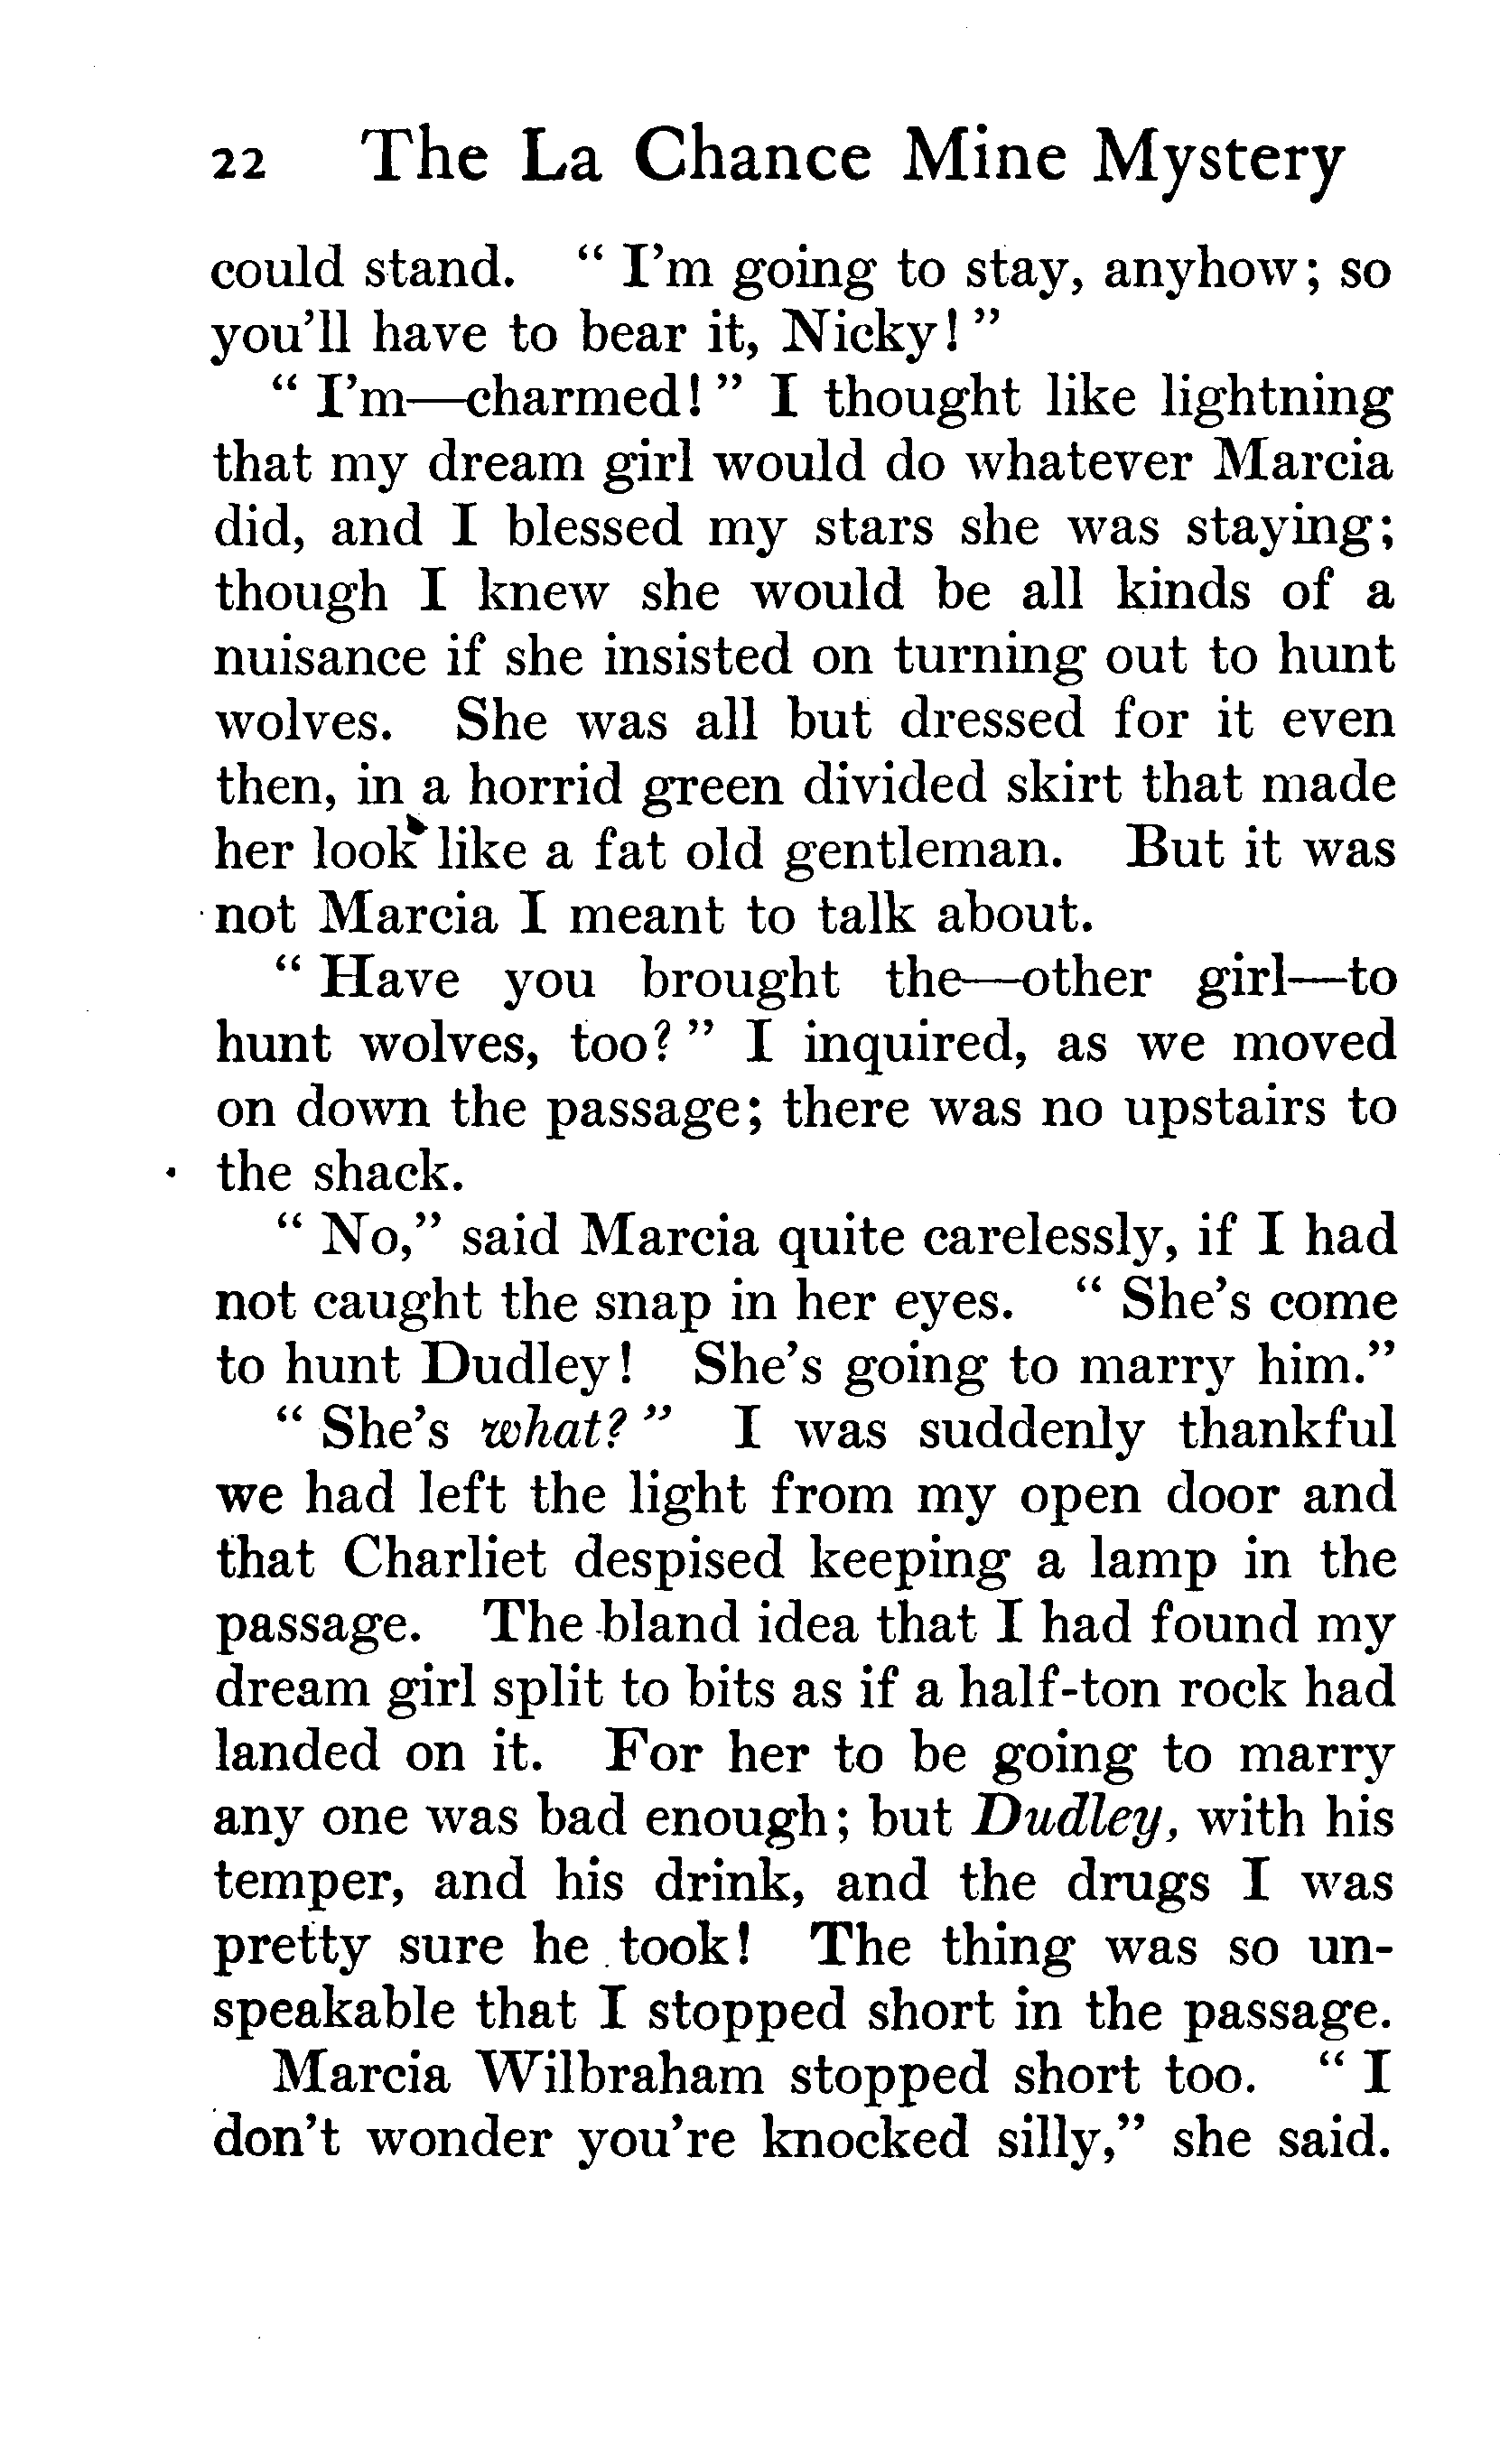 22 The La Chance Mine Mystery
could stand. "I'm going to stay, anyhow; so
you'll have to bear it, Nicky!"
"I'm—charmed!" I thought like lightning
that my dream girl would do whatever Marcia
did, and I blessed my stars she was staying;
though I knew she would be all kinds of a
nuisance if she insisted on turning out to hunt
wolves. She was all but dressed for it even
then, in a horrid green divided skirt that made
her look like a fat old gentleman. But it was
not Marcia I meant to talk about.
"Have you brought the—other girl—to
hunt wolves, too?" I inquired, as we moved
on down the passage; there was no upstairs to
the shack.
"No," said Marcia quite carelessly, if I had
not caught the snap in her eyes. "She's come
to hunt Dudley! She's going to marry him."
"She's what?" I was suddenly thankful
we had left the light from my open door and
that Charliet despised keeping a lamp in the
passage. The bland idea that I had found my
dream girl split to bits as if a half-ton rock had
landed on it. For her to be going to marry
any one was bad enough; but Dudley, with his
temper, and his drink, and the drugs I was
pretty sure he took! The thing was so un-
speakable that I stopped short in the passage.
Marcia Wilbraham stopped short too. "I
don't wonder you're knocked silly," she said.